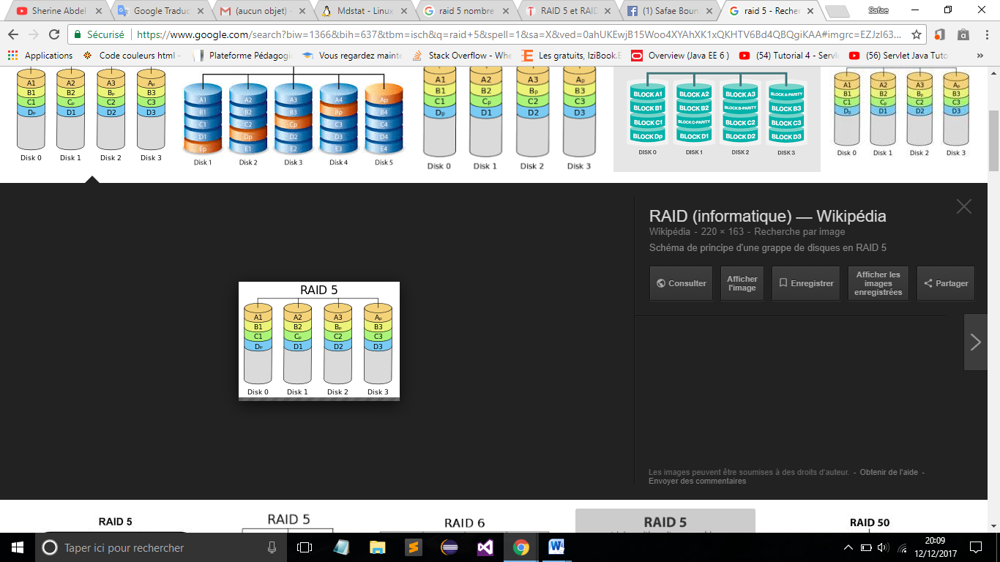 Sherine Abdel
Google Traduc
(aucun objet) -
Mdstat - Linux
raid 5 nombre
RAID 5 et RAID
(1) Safae Boun
raid 5 - Recher
Safae
Sécurisé
https://www.google.com/search?biw=1366&bih=637&tbm=isch&q=raid+5&spell=1&sa=X&ved=0ahUKEwjB15Woo4XYAhXK1xQKHTV6Bd4QBQgiKAA#imgrc=EZJzI63...
Applications
Code couleurs html -
Plateforme Pédagogi
Vous regardez mainte
Stack Overflow - Whe
Les gratuits, IziBook.E
Overview (Java EE 6 )
(54) Tutorial 4 - Servl
(56) Servlet Java Tuto
»
A1 A2 A3 Ap
B1 B2 Bp B3
C1 Cp C2 C3
Dp D1 D2 D3
Disk 0 Disk 1 Disk 2 Disk 3
A1 A2 A3 A4 Ap
B1 B2 B3 Bp B4
C1 C2 Cp C3 C4
D1 Dp D2 D3 D4
Ep E1 E2 E3 E4
Disk 1 Disk 2 Disk 3 Disk 4 Disk 5
A1 A2 A3 Ap
B1 B2 Bp B3
C1 Cp C2 C3
Dp D1 D2 D3
Disk 0 Disk 1 Disk 2 Disk 3
BLOCK A1 BLOCK A2 BLOCK A3 BLOCK A-PARITY
BLOCK B1 BLOCK B2 BLOCK B-PARITY BLOCK B3
BLOCK C1 BLOCK C-PARITY BLOCK C2 BLOCK C3
BLOCK Dp BLOCK D1 BLOCK D2 BLOCK D3
DISK 0 DISK 1 DISK 2 DISK 3
A1 A2 A3 Ap
B1 B2 Bp B3
C1 Cp C2 C3
Dp D1 D2 D3
Disk 0 Disk 1 Disk 2 Disk 3
RAID 5
A1 A2 A3 Ap
B1 B2 Bp B3
C1 Cp C2 C3
Dp D1 D2 D3
Disk 0 Disk 1 Disk 2 Disk 3
RAID (informatique) — Wikipédia
Wikipédia - 220 × 163 - Recherche par image
Schéma de principe d'une grappe de disques en RAID 5
Consulter
Afficher
l'image
Enregistrer
Afficher les
images
enregistrées
Partager
Les images peuvent être soumises à des droits d'auteur. - Obtenir de l'aide -
Envoyer des commentaires
RAID 5
RAID 5
RAID 6
RAID 5
RAID 50
Taper ici pour rechercher
20:09
12/12/2017